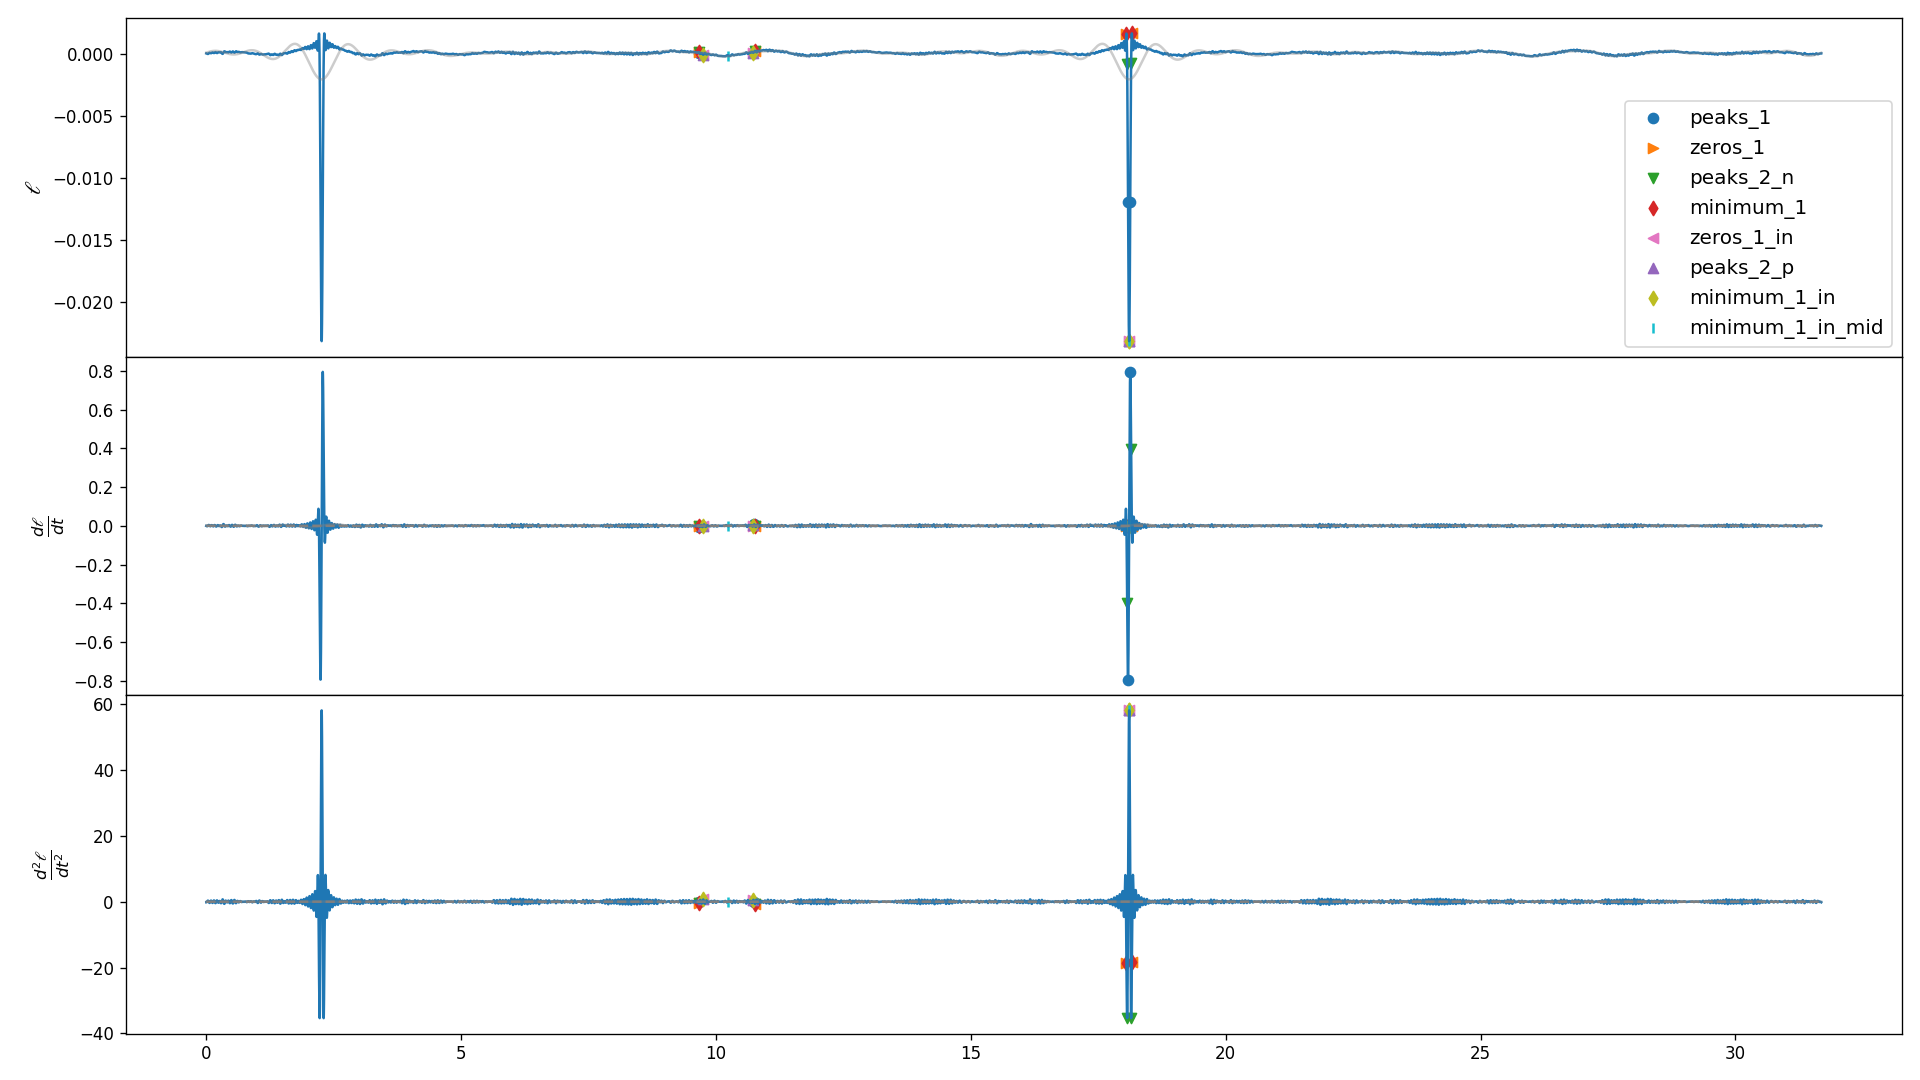 0.000
−0.005
−0.010
−0.015
−0.020
ℓ
peaks_1
zeros_1
peaks_2_n
minimum_1
zeros_1_in
peaks_2_p
minimum_1_in
minimum_1_in_mid
0.8
0.6
0.4
0.2
0.0
−0.2
−0.4
−0.6
−0.8
dℓ
dt
60
40
20
0
−20
−40
d²ℓ
dt²
0 5 10 15 20 25 30